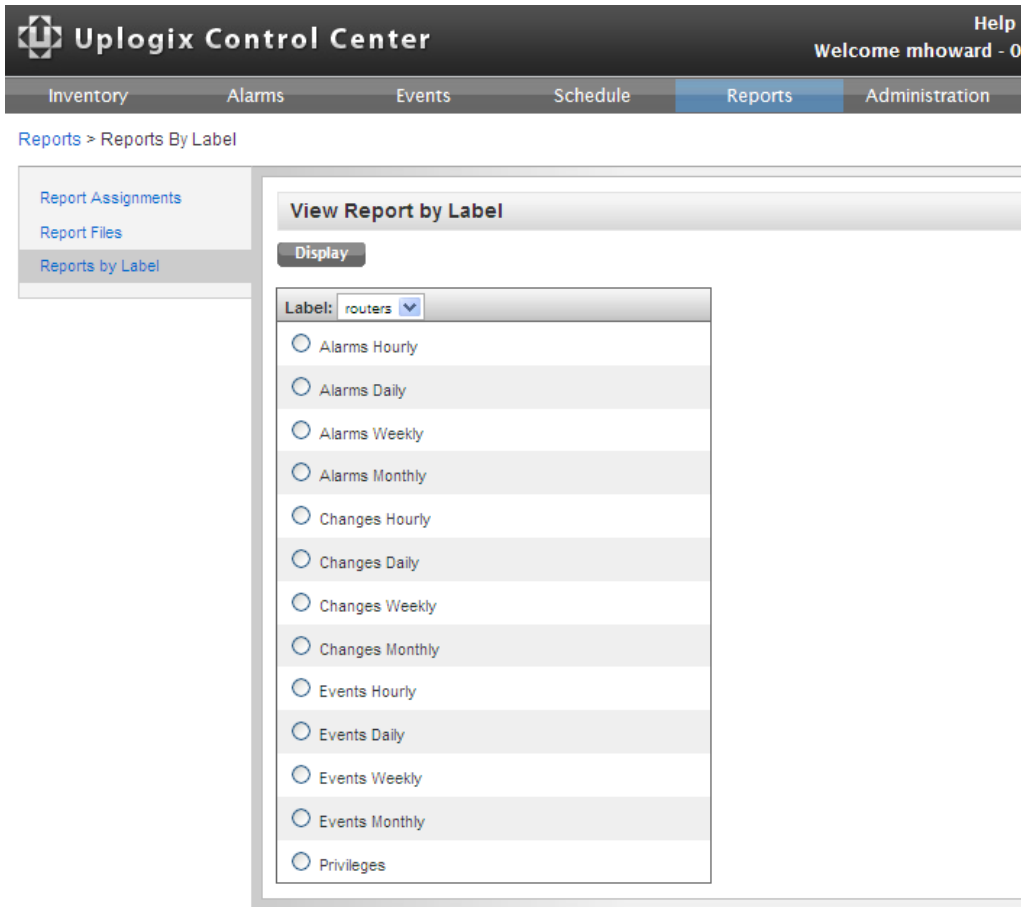 Uplogix Control Center
Help
Welcome mhoward - 0
Inventory Alarms Events Schedule Reports Administration
Reports > Reports By Label
Report Assignments
Report Files
Reports by Label
View Report by Label
Display
Label: routers
Alarms Hourly
Alarms Daily
Alarms Weekly
Alarms Monthly
Changes Hourly
Changes Daily
Changes Weekly
Changes Monthly
Events Hourly
Events Daily
Events Weekly
Events Monthly
Privileges